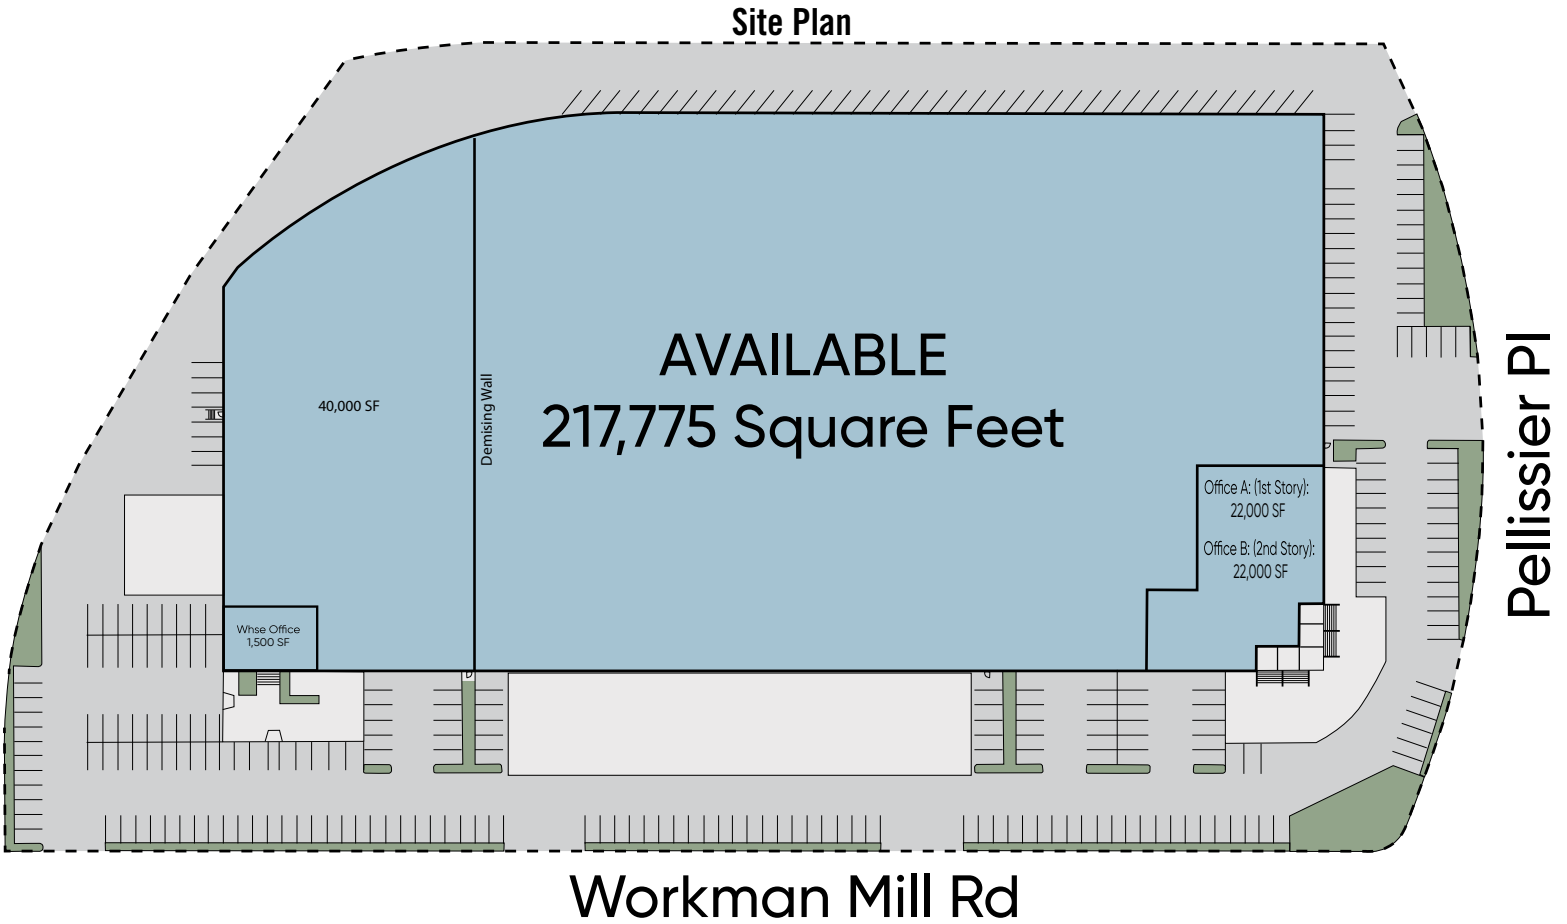 Site Plan
AVAILABLE
217,775 Square Feet
40,000 SF
Demising Wall
Office A: (1st Story):
22,000 SF
Office B: (2nd Story):
22,000 SF
Whse Office
1,500 SF
Pellissier Pl
Workman Mill Rd